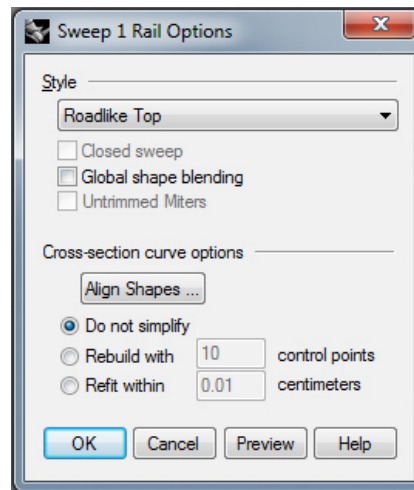 Sweep 1 Rail Options
Style
Roadlike Top
Closed sweep
Global shape blending
Untrimmed Miters
Cross-section curve options
Align Shapes ...
Do not simplify
Rebuild with 10 control points
Refit within 0.01 centimeters
OK Cancel Preview Help